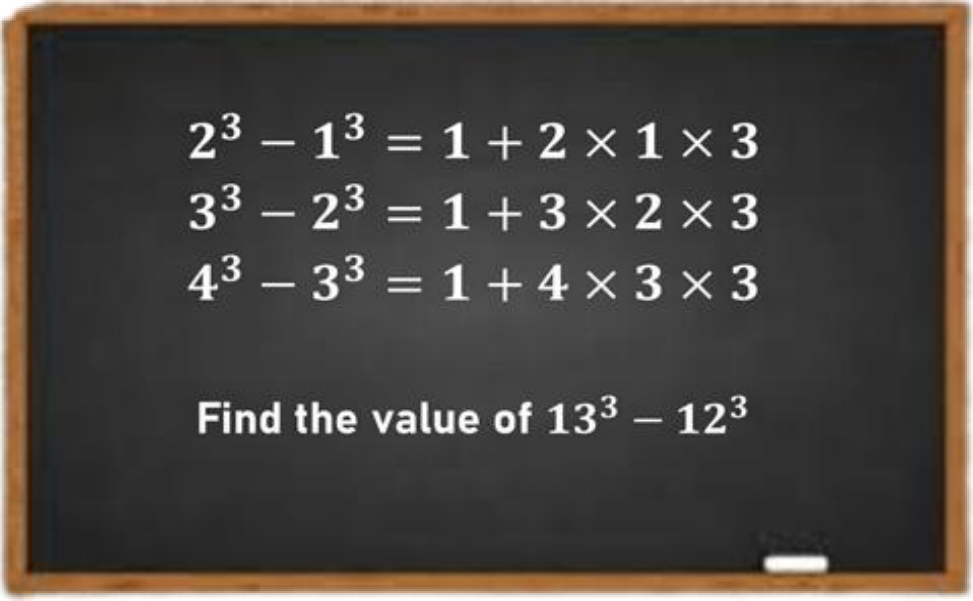 2³ − 1³ = 1 + 2 × 1 × 3
3³ − 2³ = 1 + 3 × 2 × 3
4³ − 3³ = 1 + 4 × 3 × 3
Find the value of 13³ − 12³